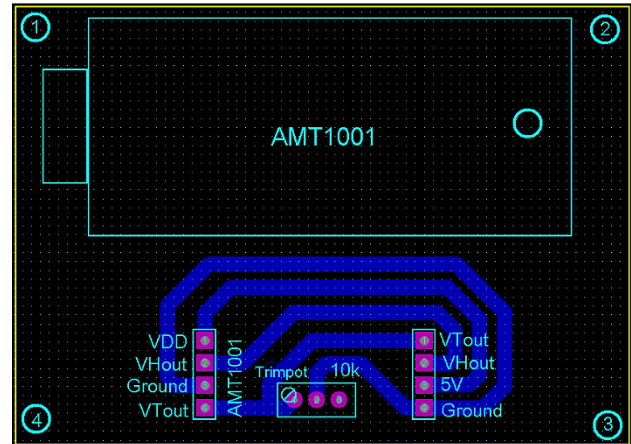 1
2
AMT1001
VDD
VHout
Ground
VTout
AMT1001
Trimpot
10k
VTout
VHout
5V
Ground
4
3